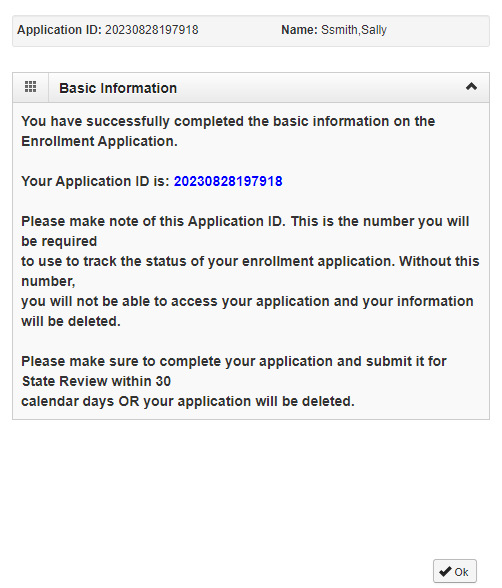 Application ID: 20230828197918 Name: Ssmith,Sally
Basic Information
You have successfully completed the basic information on the
Enrollment Application.
Your Application ID is: 20230828197918
Please make note of this Application ID. This is the number you will
be required
to use to track the status of your enrollment application. Without this
number,
you will not be able to access your application and your information
will be deleted.
Please make sure to complete your application and submit it for
State Review within 30
calendar days OR your application will be deleted.
Ok